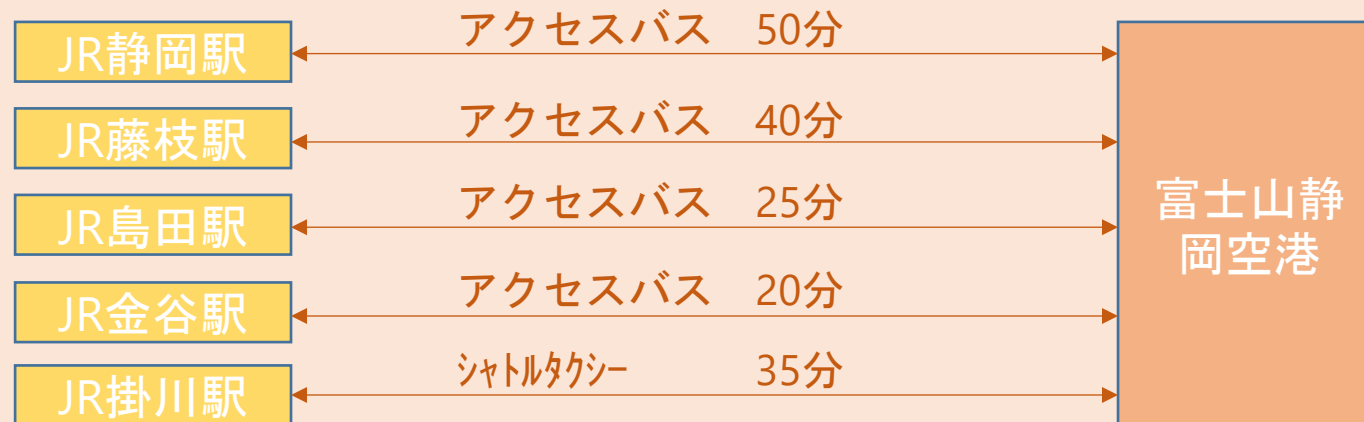 JR静岡駅 アクセスバス 50分
JR藤枝駅 アクセスバス 40分
JR島田駅 アクセスバス 25分
JR金谷駅 アクセスバス 20分
JR掛川駅 ｼｬﾄﾙﾀｸｼｰ 35分
富士山静
岡空港